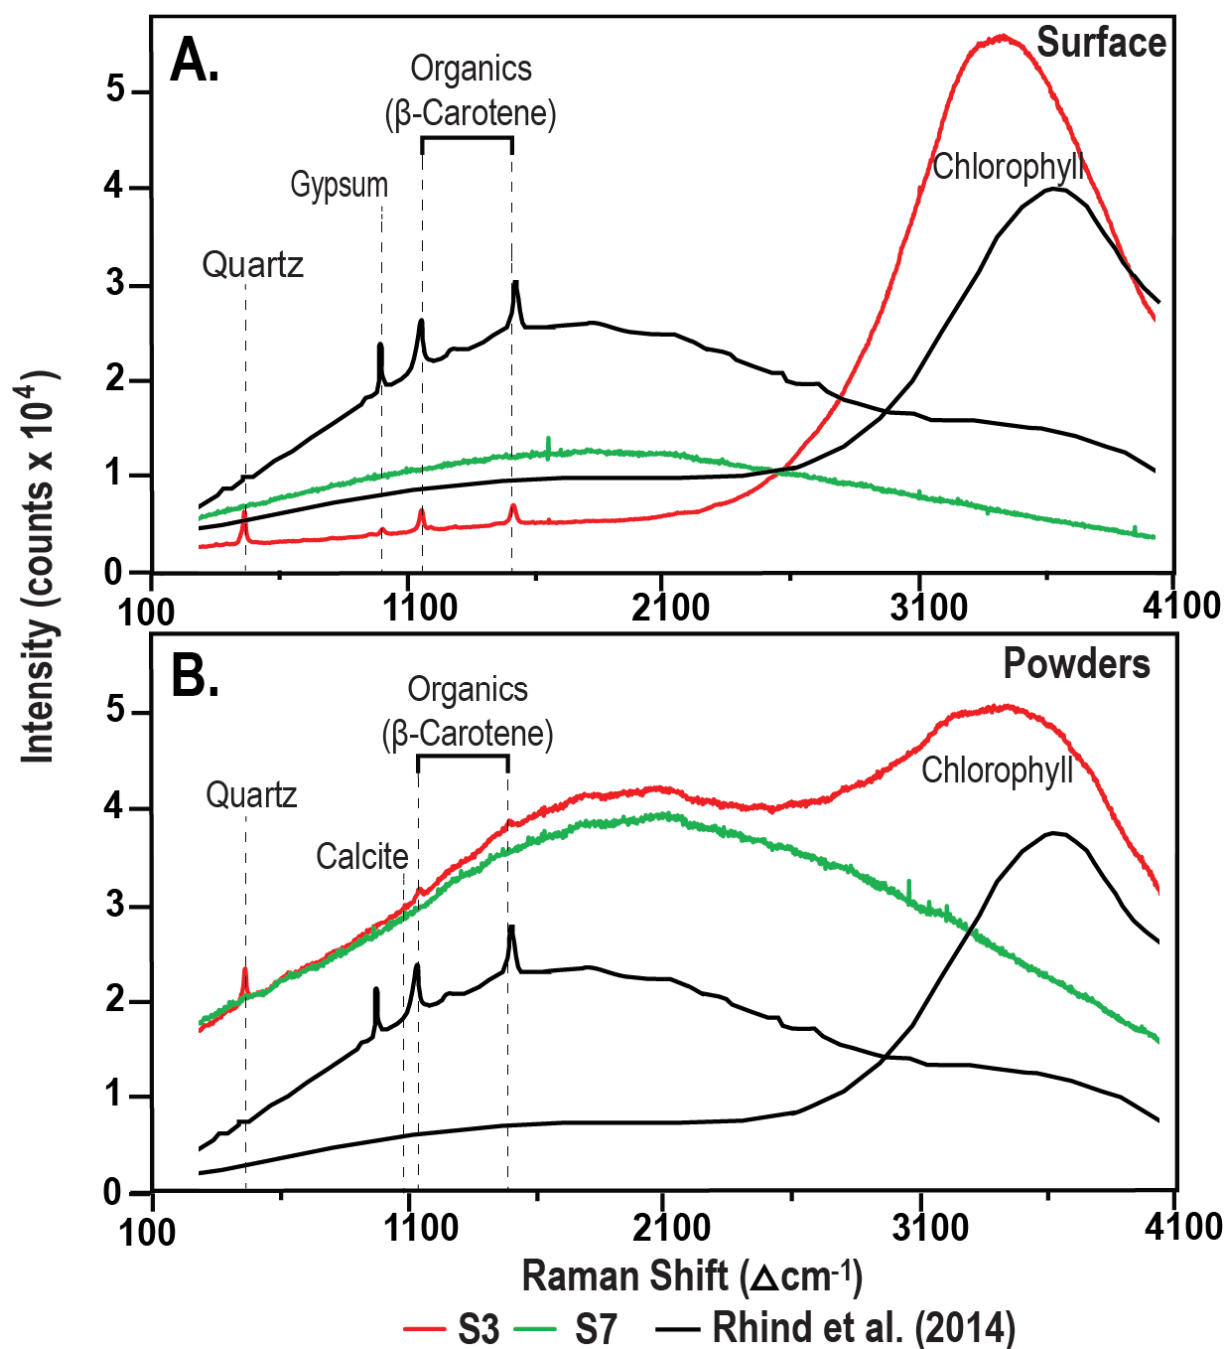 A.
Surface
Organics
(β-Carotene)
Gypsum
Quartz
Chlorophyll
5
4
3
2
1
0
100
1100
2100
3100
4100
Intensity (counts x 10⁴)
B.
Powders
Organics
(β-Carotene)
Quartz
Calcite
Chlorophyll
5
4
3
2
1
0
100
1100
2100
3100
4100
Raman Shift (△cm⁻¹)
S3
S7
Rhind et al. (2014)